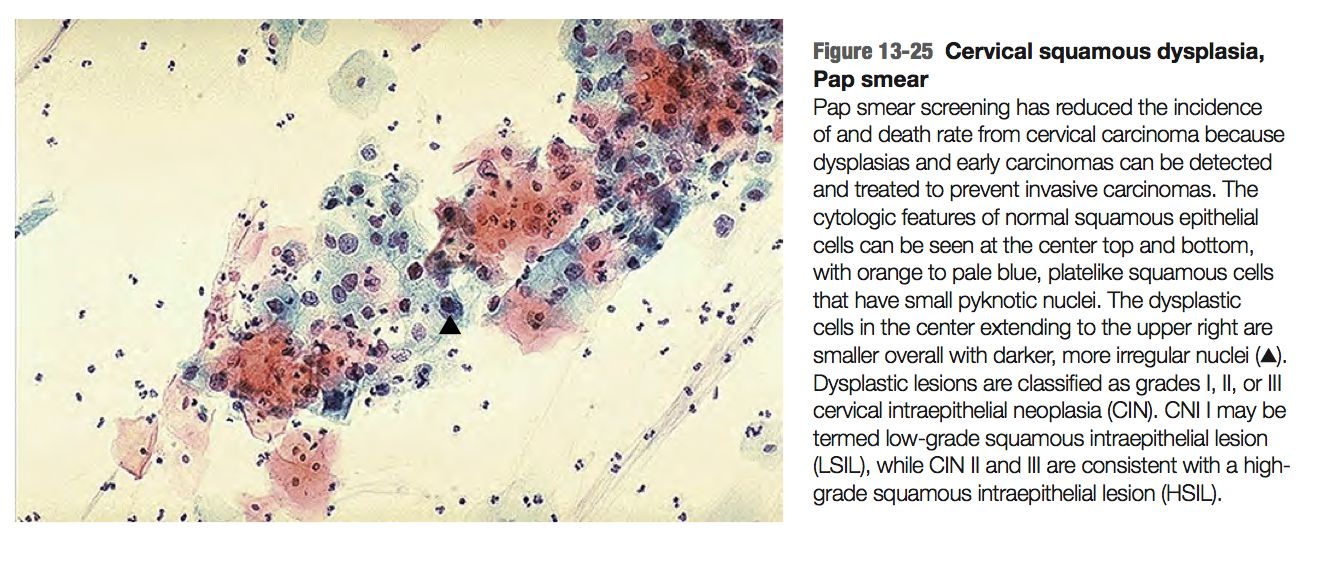 Figure 13-25 Cervical squamous dysplasia,
Pap smear
Pap smear screening has reduced the incidence
of and death rate from cervical carcinoma because
dysplasias and early carcinomas can be detected
and treated to prevent invasive carcinomas. The
cytologic features of normal squamous epithelial
cells can be seen at the center top and bottom,
with orange to pale blue, platelike squamous cells
that have small pyknotic nuclei. The dysplastic
cells in the center extending to the upper right are
smaller overall with darker, more irregular nuclei (▲).
Dysplastic lesions are classified as grades I, II, or III
cervical intraepithelial neoplasia (CIN). CNI I may be
termed low-grade squamous intraepithelial lesion
(LSIL), while CIN II and III are consistent with a high-
grade squamous intraepithelial lesion (HSIL).